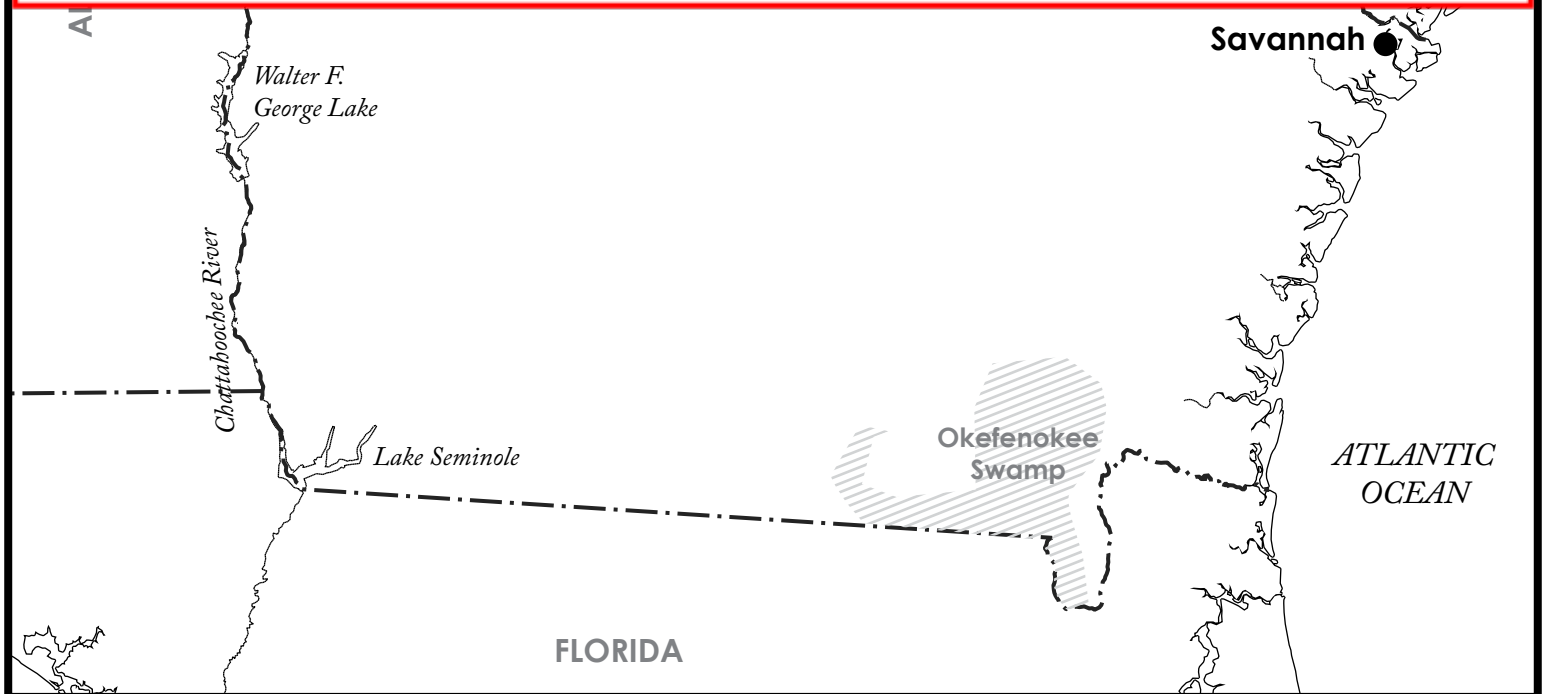 Savannah
Walter F.
George Lake
Chattahoochee River
Okefenokee
Swamp
Lake Seminole
ATLANTIC
OCEAN
FLORIDA